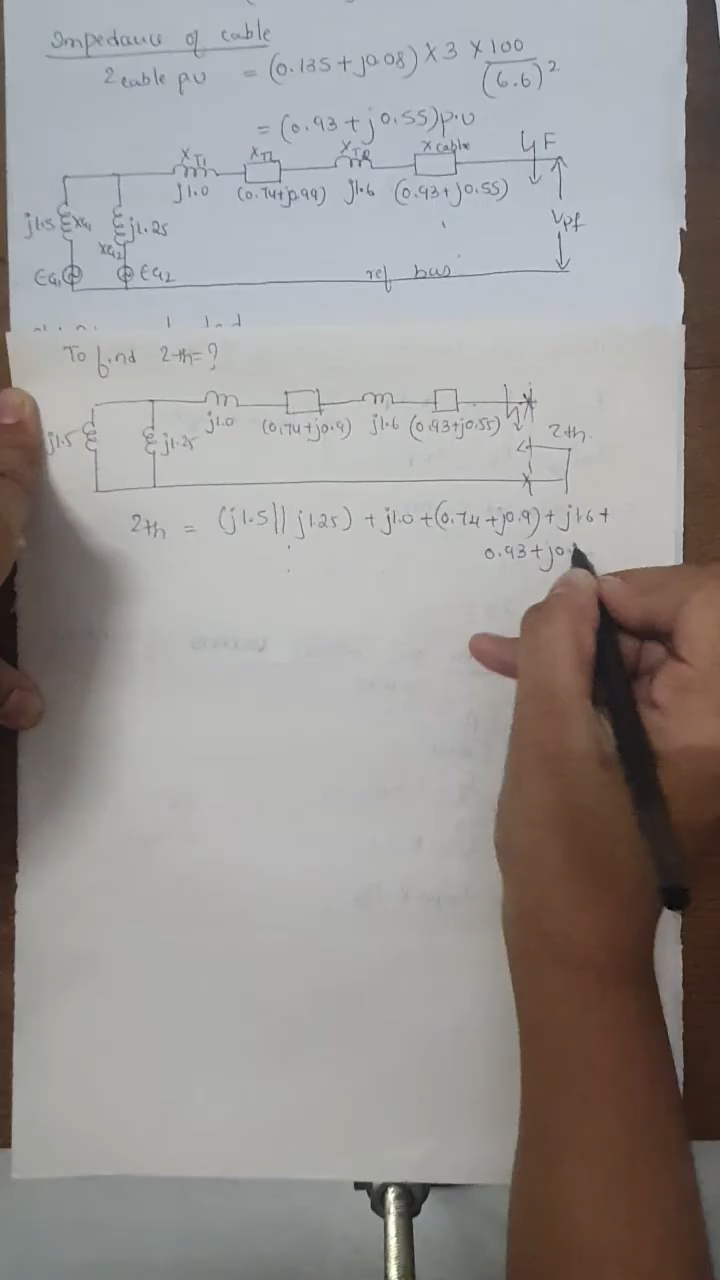 Impedance of cable
Zcable pu = (0.135+j0.08) × 3 × 100/(6.6)²
= (0.93+j0.55)p.u
XT1 XTL XT2 Xcable F
j1.0 (0.74+j0.99) j1.6 (0.93+j0.55)
j1.5 XG1 j1.25
XG2 Vpf
EG1 EG2 ref bus
To find Zth=?
j1.0 (0.74+j0.9) j1.6 (0.93+j0.55) Zth
j1.5 j1.25
Zth = (j1.5||j1.25) + j1.0+(0.74+j0.9)+j1.6+
0.93+j0.